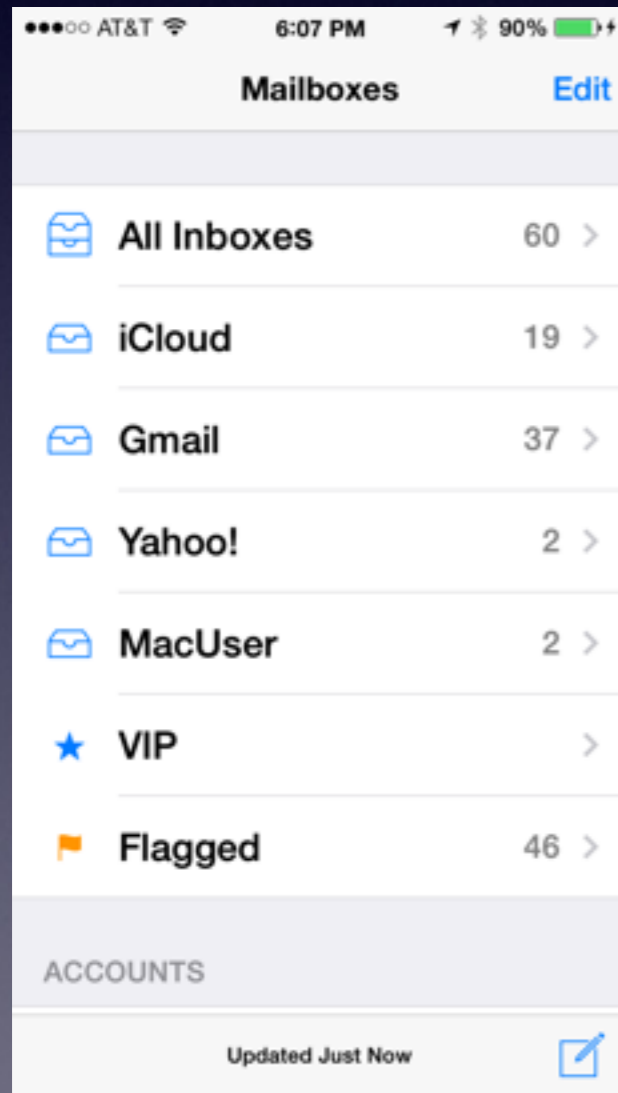 AT&T 6:07 PM 90%
Mailboxes Edit
All Inboxes 60
iCloud 19
Gmail 37
Yahoo! 2
MacUser 2
VIP
Flagged 46
ACCOUNTS
Updated Just Now